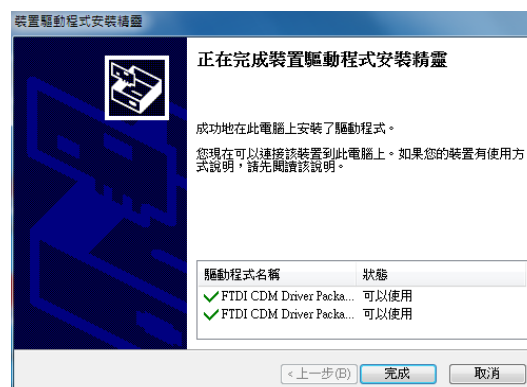 裝置驅動程式安裝精靈
正在完成裝置驅動程式安裝精靈
成功地在此電腦上安裝了驅動程式。
您現在可以連接該裝置到此電腦上。如果您的裝置有使用方
式說明，請先閱讀該說明。
驅動程式名稱 狀態
FTDI CDM Driver Packa... 可以使用
FTDI CDM Driver Packa... 可以使用
<上一步(B) 完成 取消